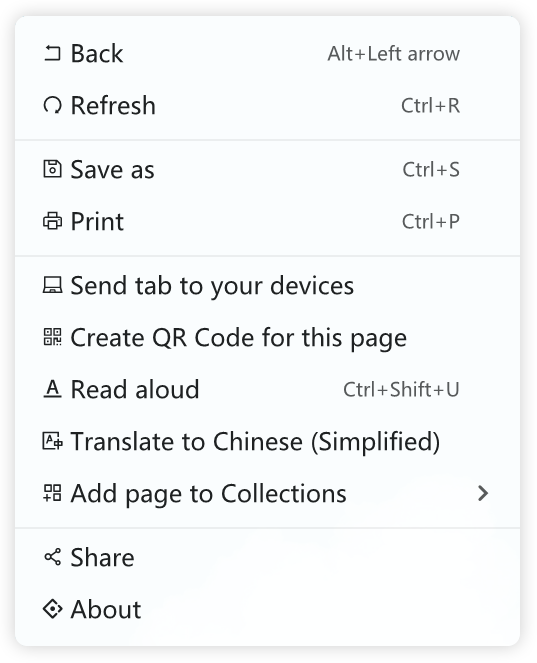 Back Alt+Left arrow
Refresh Ctrl+R
Save as Ctrl+S
Print Ctrl+P
Send tab to your devices
Create QR Code for this page
Read aloud Ctrl+Shift+U
Translate to Chinese (Simplified)
Add page to Collections
Share
About